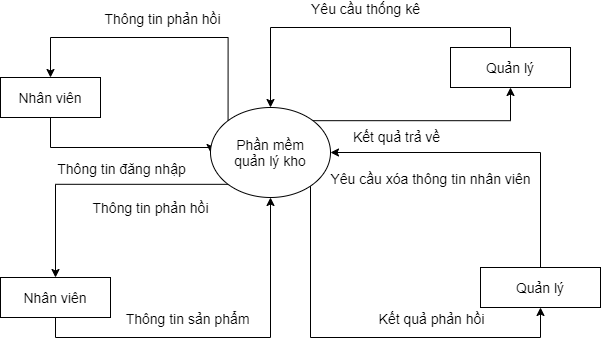 Yêu cầu thống kê
Thông tin phản hồi
Quản lý
Nhân viên
Kết quả trả về
Phần mềm
quản lý kho
Thông tin đăng nhập
Yêu cầu xóa thông tin nhân viên
Thông tin phản hồi
Nhân viên
Quản lý
Thông tin sản phẩm
Kết quả phản hồi